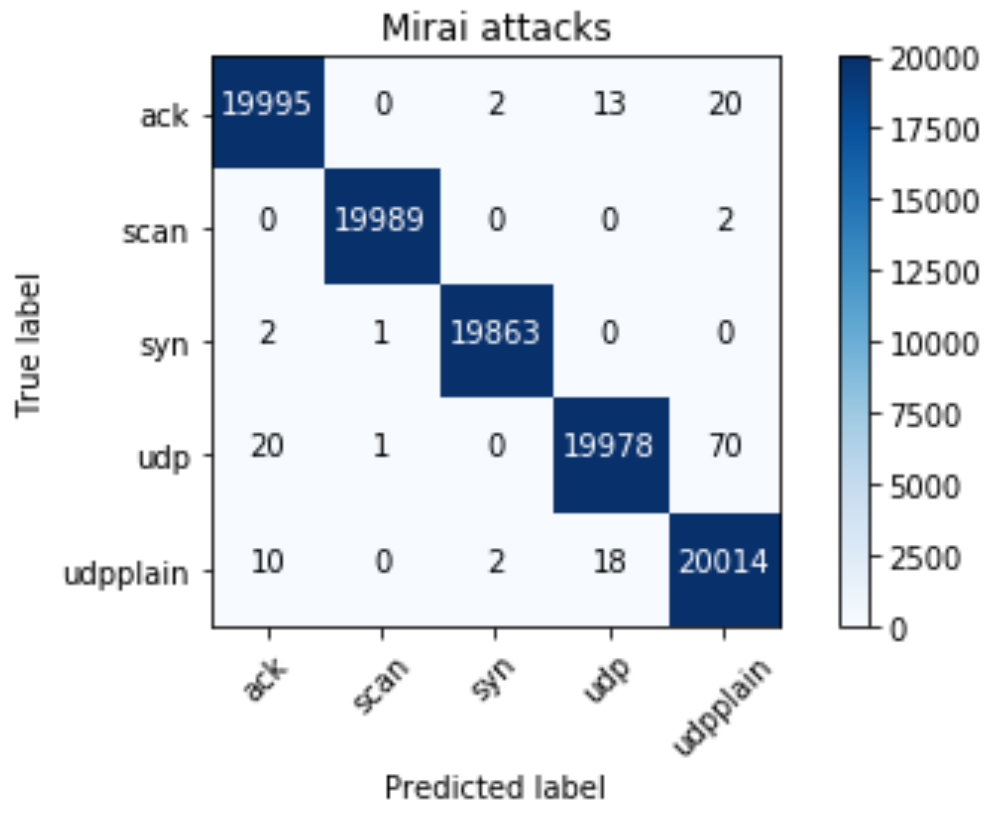 Mirai attacks
True label
ack 19995 0 2 13 20
scan 0 19989 0 0 2
syn 2 1 19863 0 0
udp 20 1 0 19978 70
udpplain 10 0 2 18 20014
ack scan syn udp udpplain
Predicted label
20000
17500
15000
12500
10000
7500
5000
2500
0